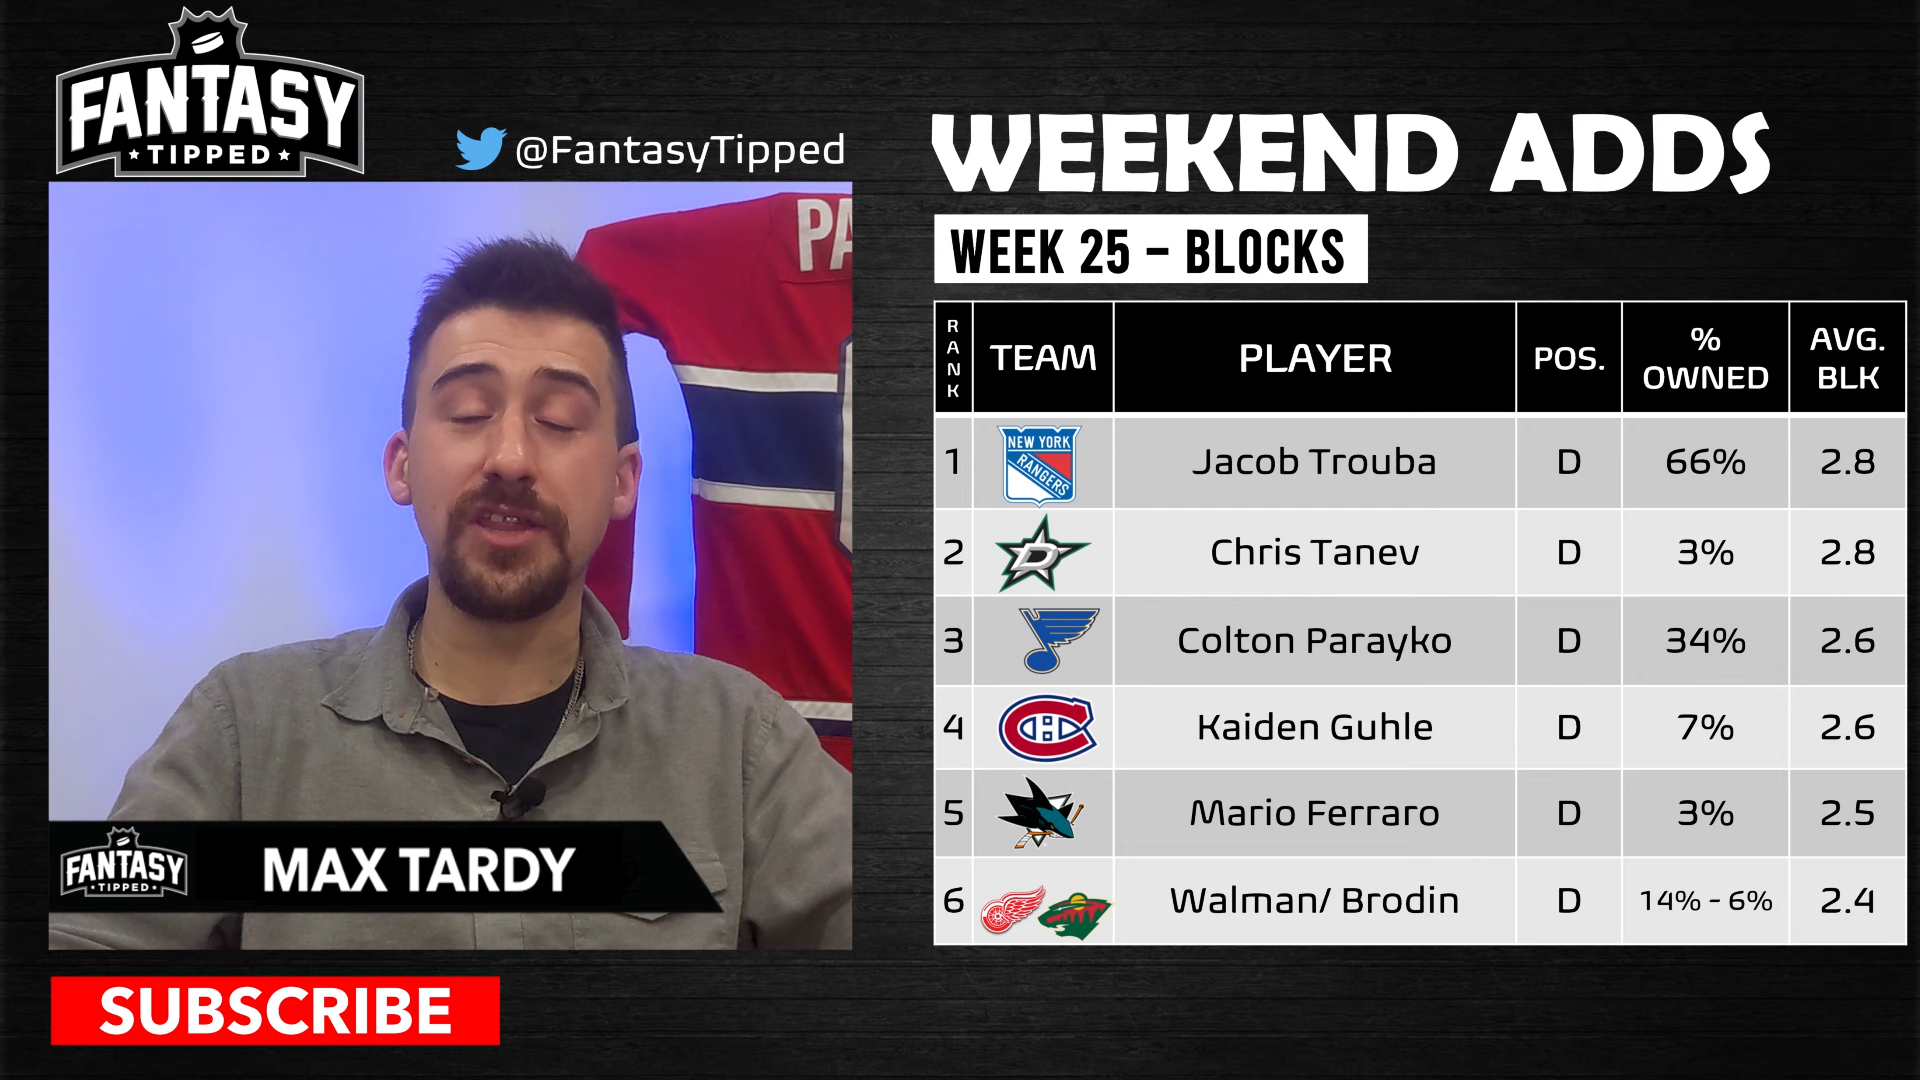 FANTASY
TIPPED
@FantasyTipped
PA
FANTASY
TIPPED
MAX TARDY
SUBSCRIBE
WEEKEND ADDS
WEEK 25 – BLOCKS
RANK TEAM PLAYER POS. % OWNED AVG. BLK
1 NEW YORK RANGERS Jacob Trouba D 66% 2.8
2 D Chris Tanev D 3% 2.8
3 Colton Parayko D 34% 2.6
4 CH Kaiden Guhle D 7% 2.6
5 Mario Ferraro D 3% 2.5
6 Walman/ Brodin D 14% - 6% 2.4